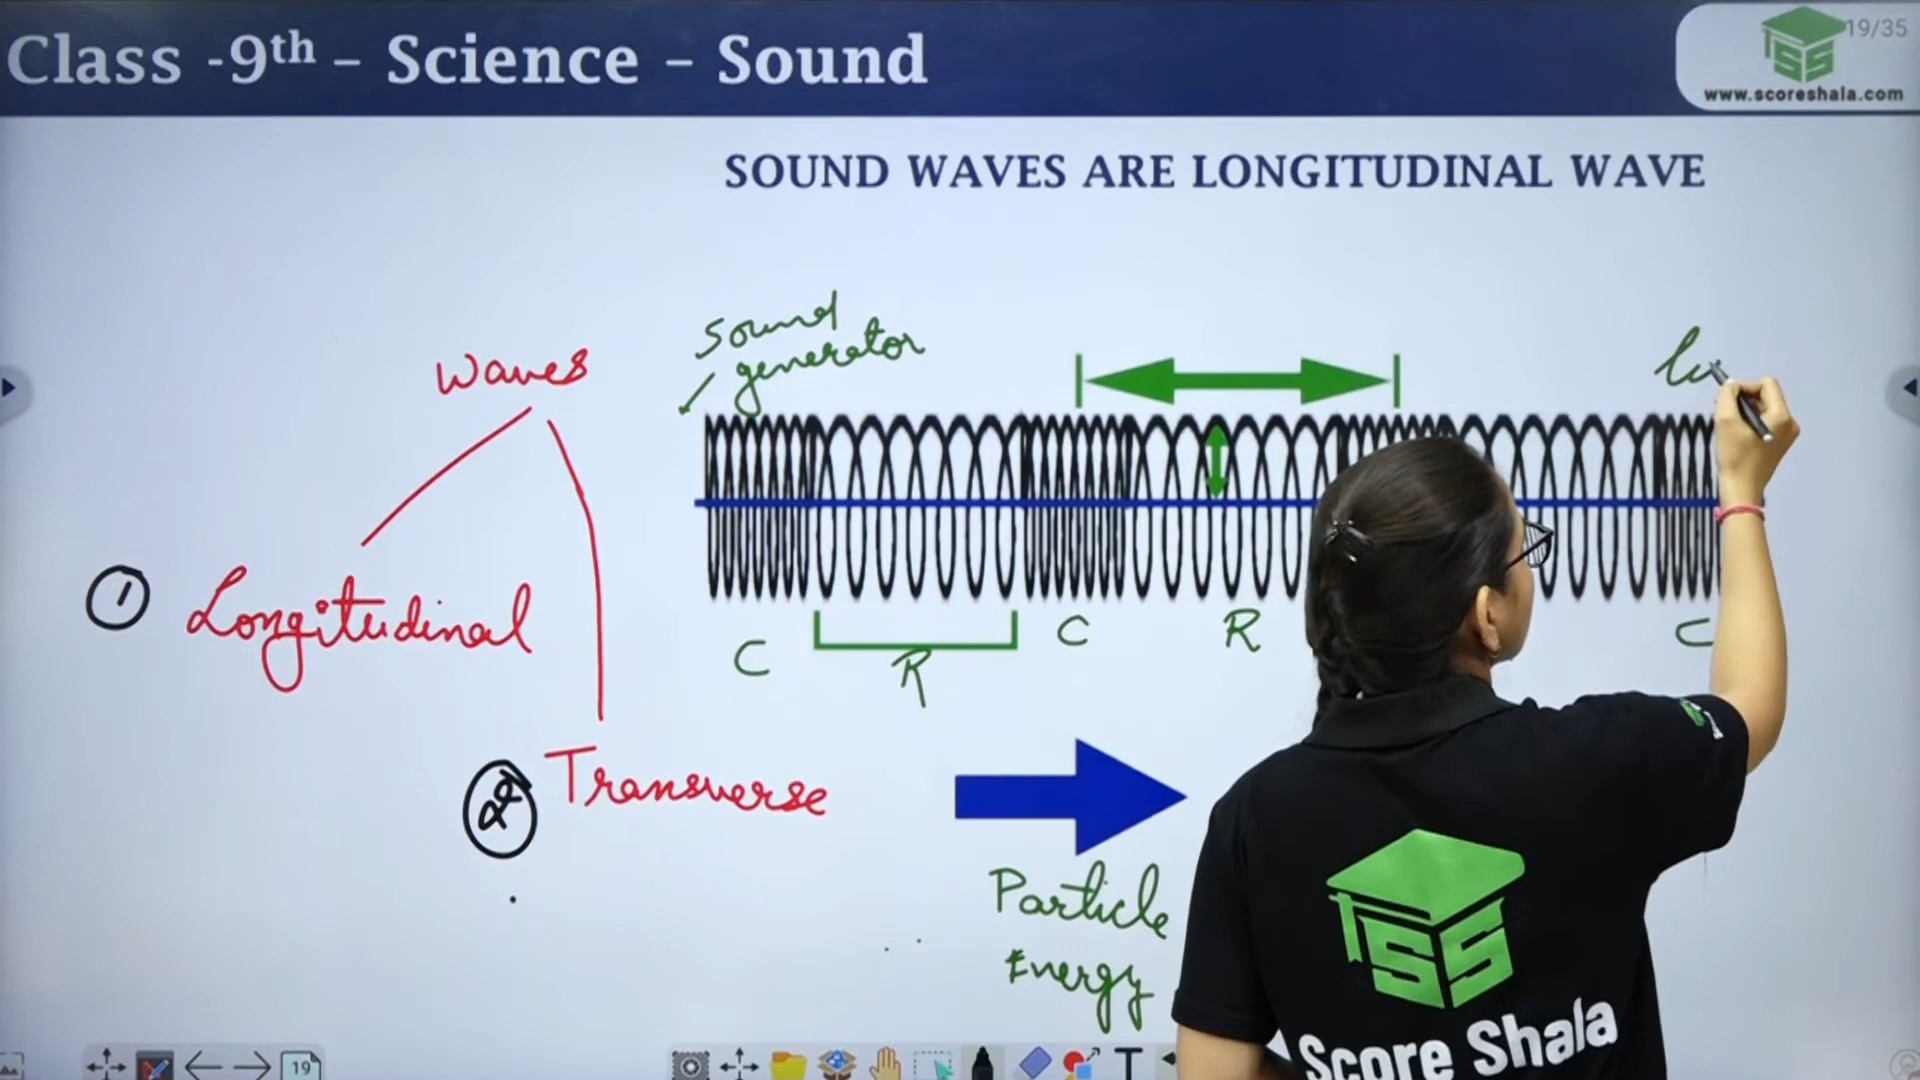 Class -9th – Science – Sound
19/35
www.scoreshala.com
SOUND WAVES ARE LONGITUDINAL WAVE
Sound
generator
Waves
1 Longitudinal
C
R
C
R
C
2 Transverse
Particle
Energy
SS
Score Shala
19
T